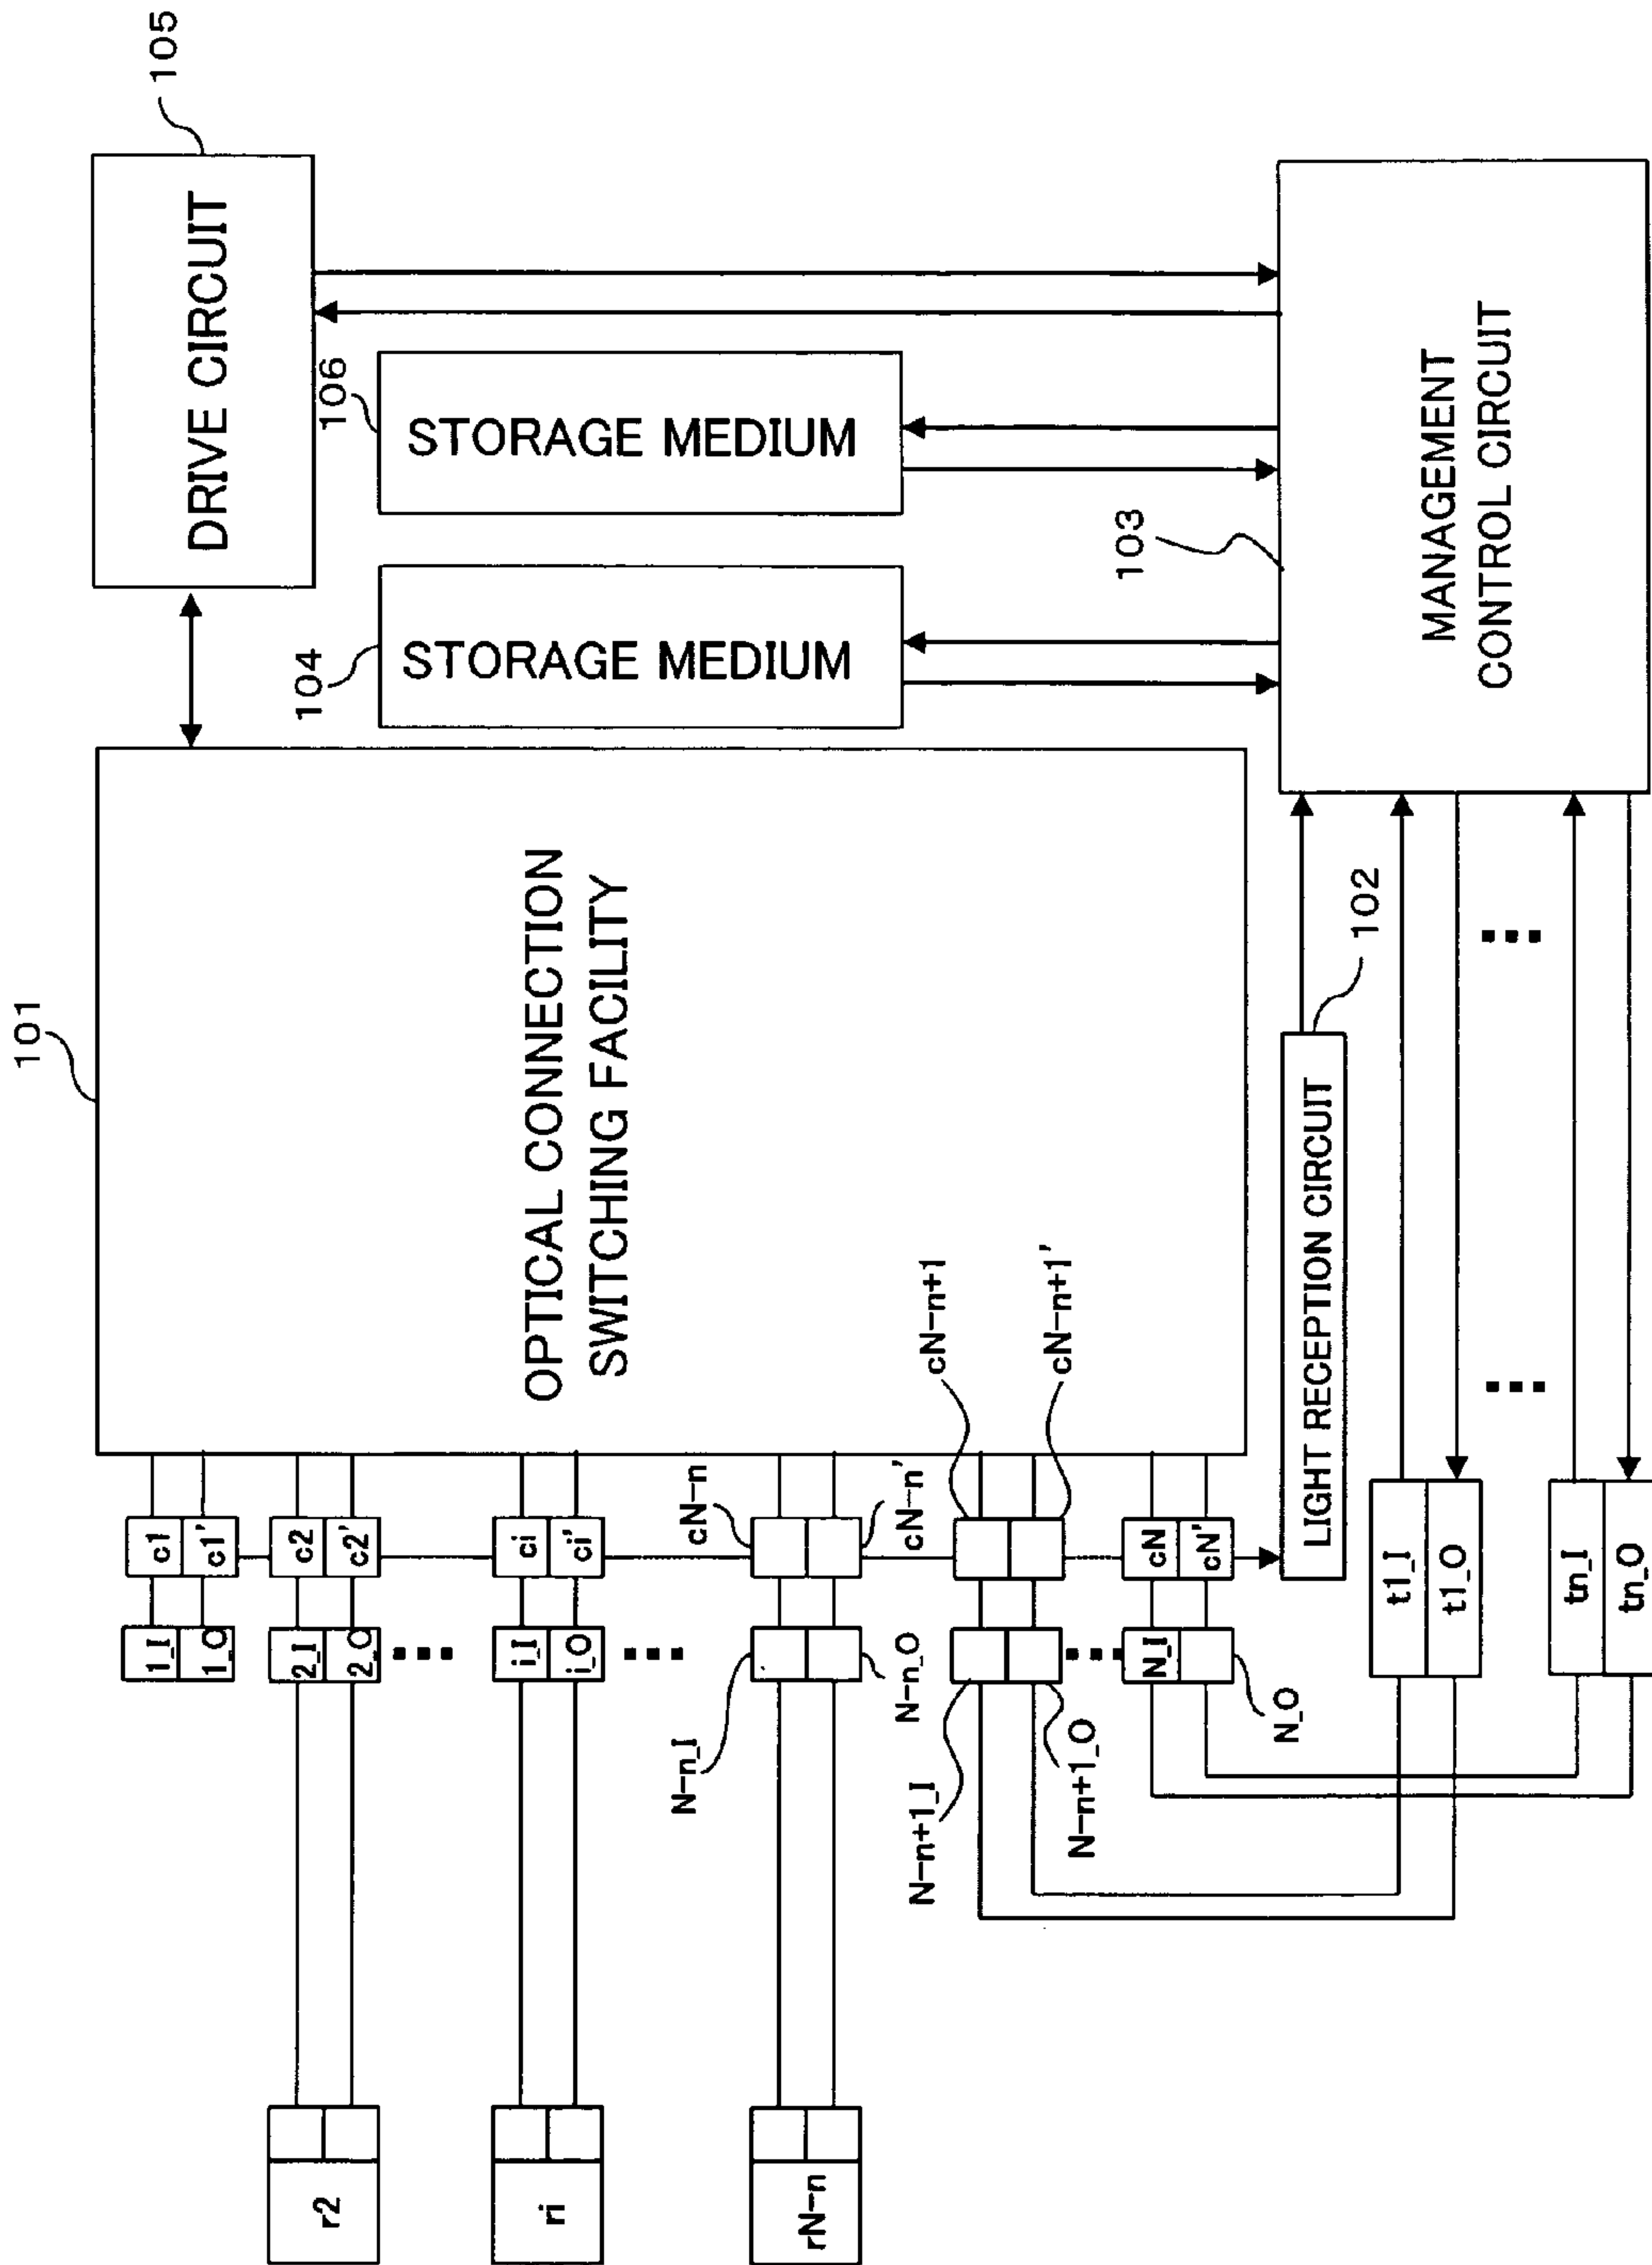 101
105
DRIVE CIRCUIT
106
STORAGE MEDIUM
104
STORAGE MEDIUM
OPTICAL CONNECTION
SWITCHING FACILITY
103
MANAGEMENT
CONTROL CIRCUIT
102
LIGHT RECEPTION CIRCUIT
c1
c1'
c2
c2'
ci
ci'
cN-n
cN-n'
cN-n+1
cN-n+1'
cN
cN'
1_I
1_O
2_I
2_O
i_I
i_O
N-n_I
N-n_O
N-n+1_I
N-n+1_O
N_I
N_O
t1_I
t1_O
tn_I
tn_O
r2
ri
rN-n